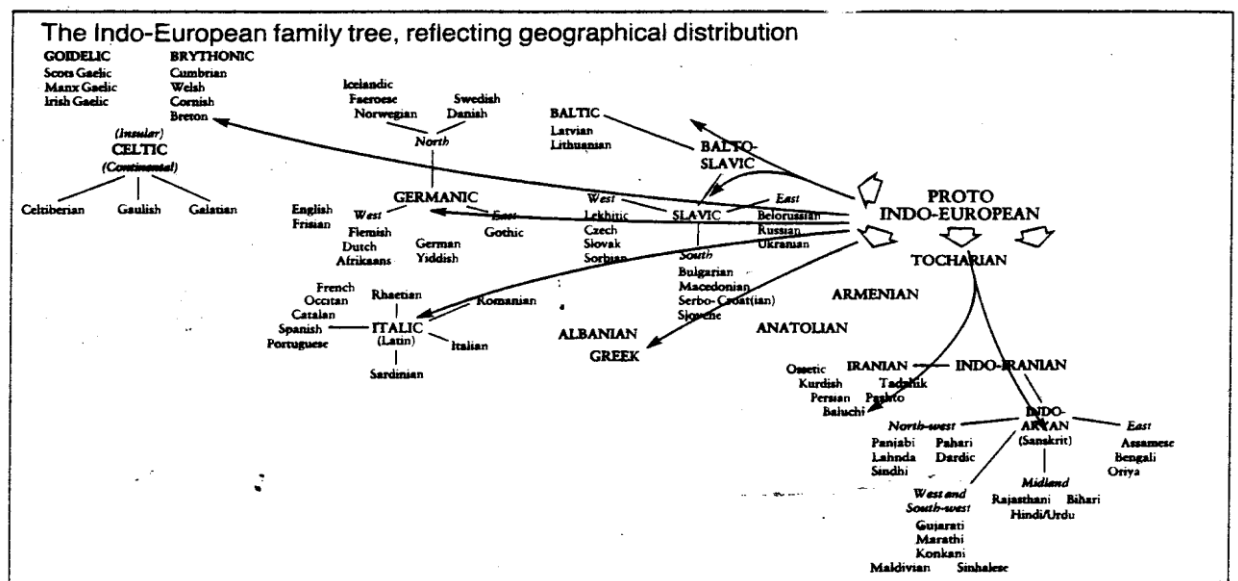 The Indo-European family tree, reflecting geographical distribution
GOIDELIC
Scots Gaelic
Manx Gaelic
Irish Gaelic
BRYTHONIC
Cumbrian
Welsh
Cornish
Breton
(Insular)
CELTIC
(Continental)
Celtiberian
Gaulish
Galatian
Icelandic
Faeroese
Norwegian
Swedish
Danish
North
GERMANIC
English
Frisian
West
Flemish
Dutch
Afrikaans
German
Yiddish
East
Gothic
BALTIC
Latvian
Lithuanian
BALTO-
SLAVIC
West
Lekhitic
Czech
Slovak
Sorbian
SLAVIC
East
Belorussian
Russian
Ukranian
South
Bulgarian
Macedonian
Serbo-Croat(ian)
Slovene
PROTO
INDO-EUROPEAN
TOCHARIAN
ARMENIAN
ANATOLIAN
ALBANIAN
GREEK
French
Occitan
Catalan
Spanish
Portuguese
Rhaetian
Romanian
ITALIC
(Latin)
Italian
Sardinian
IRANIAN
INDO-IRANIAN
Ossetic
Kurdish
Persian
Baluchi
Tadzhik
Pashto
INDO-
ARYAN
(Sanskrit)
North-west
Panjabi
Lahnda
Sindhi
Pahari
Dardic
East
Assamese
Bengali
Oriya
Midland
Rajasthani
Bihari
Hindi/Urdu
West and
South-west
Gujarati
Marathi
Konkani
Maldivian
Sinhalese